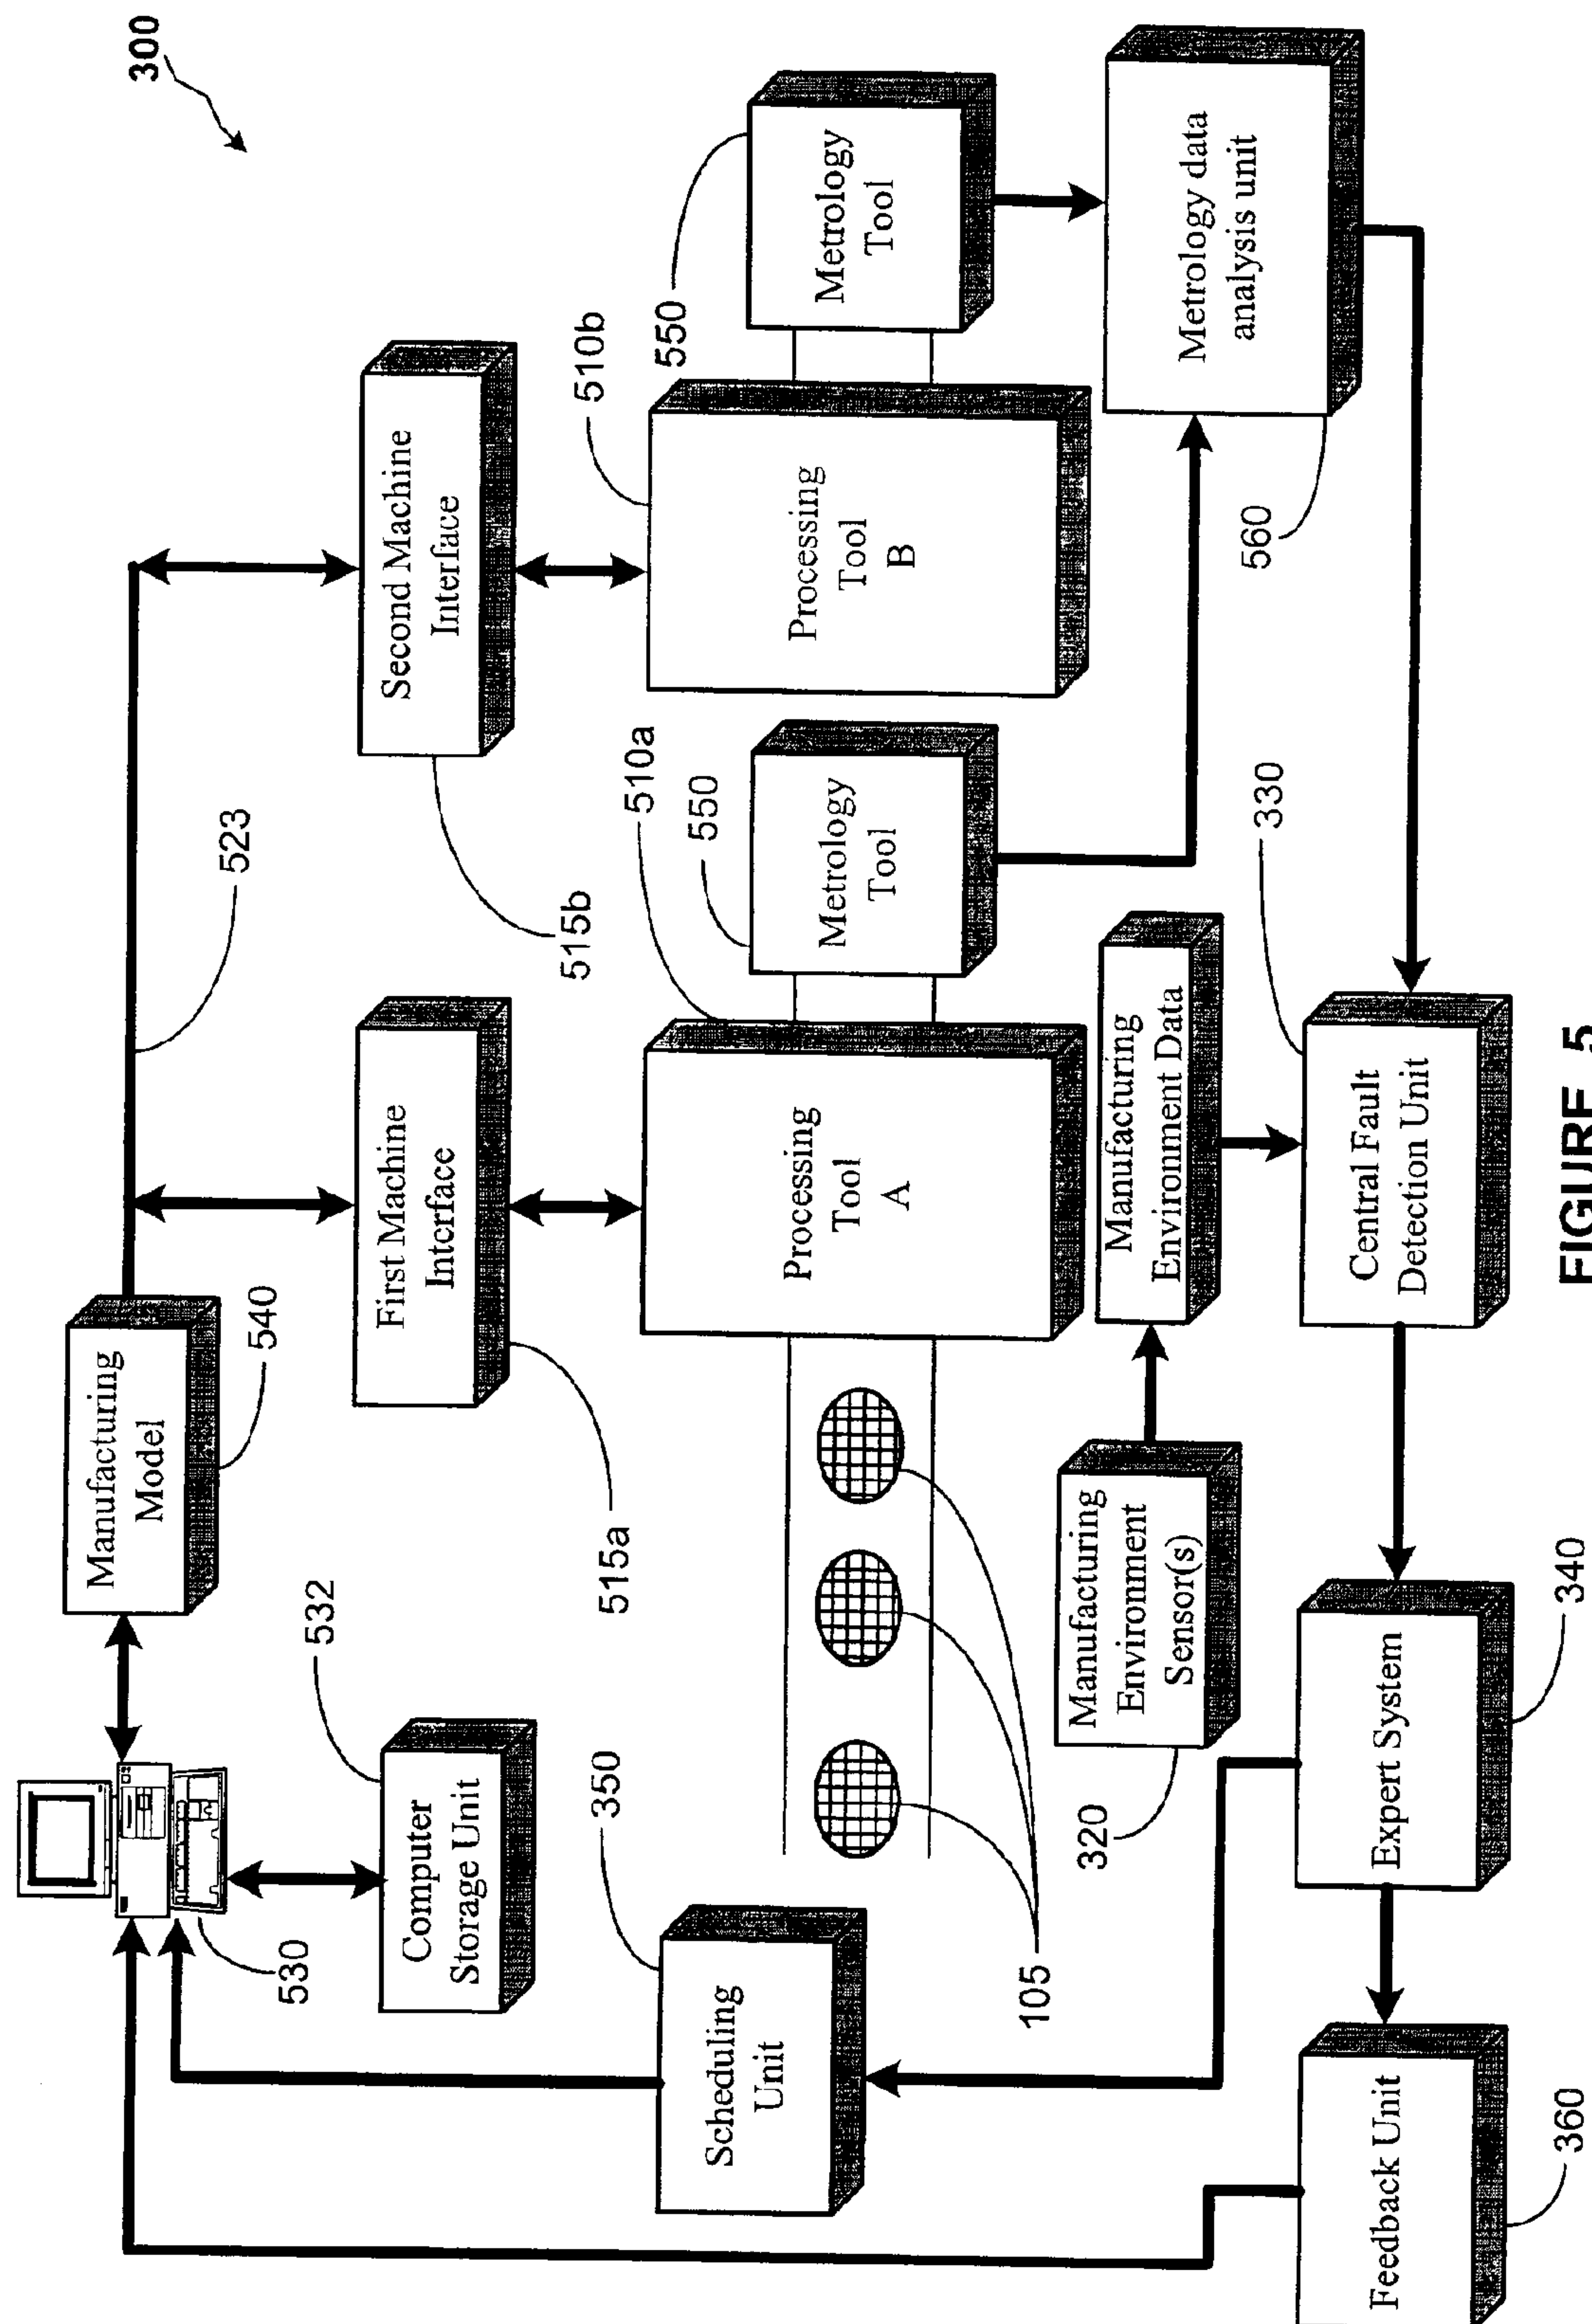 300
Manufacturing
Model
540
523
530
Computer
Storage Unit
532
First Machine
Interface
515a
Second Machine
Interface
515b
Scheduling
Unit
350
105
Processing
Tool
A
510a
Metrology
Tool
550
Processing
Tool
B
510b
Metrology
Tool
550
Manufacturing
Environment
Sensor(s)
320
Manufacturing
Environment Data
Metrology data
analysis unit
560
Feedback Unit
360
Expert System
340
Central Fault
Detection Unit
330
FIGURE 5